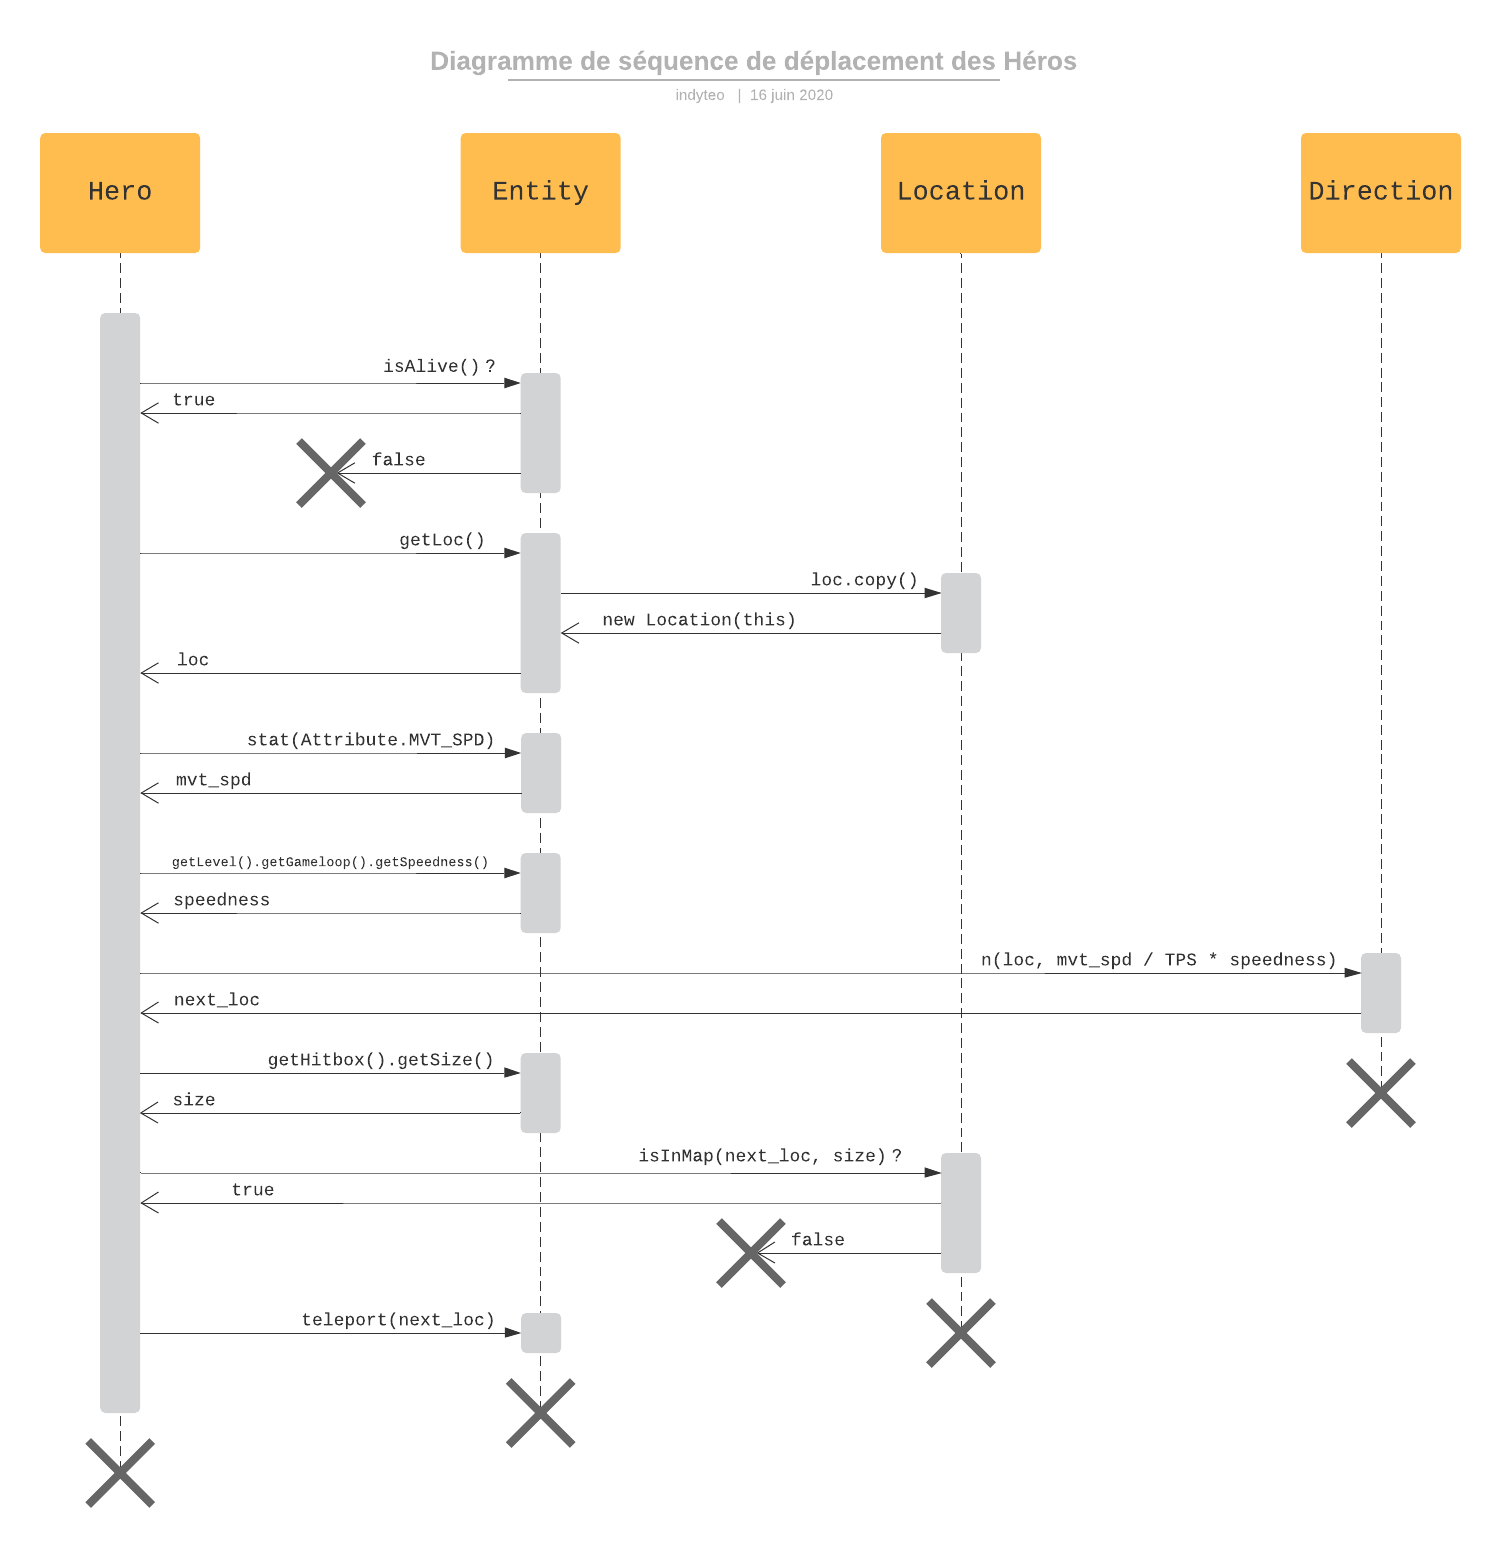 Diagramme de séquence de déplacement des Héros
indyteo | 16 juin 2020
Hero
Entity
Location
Direction
isAlive() ?
true
false
getLoc()
loc.copy()
new Location(this)
loc
stat(Attribute.MVT_SPD)
mvt_spd
getLevel().getGameloop().getSpeedness()
speedness
n(loc, mvt_spd / TPS * speedness)
next_loc
getHitbox().getSize()
size
isInMap(next_loc, size) ?
true
false
teleport(next_loc)